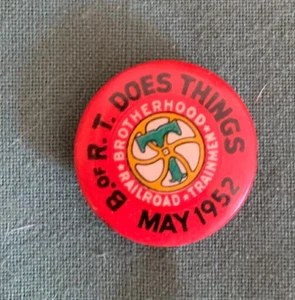 B. of R. T. DOES THINGS
MAY 1952
BROTHERHOOD
RAILROAD TRAINMEN